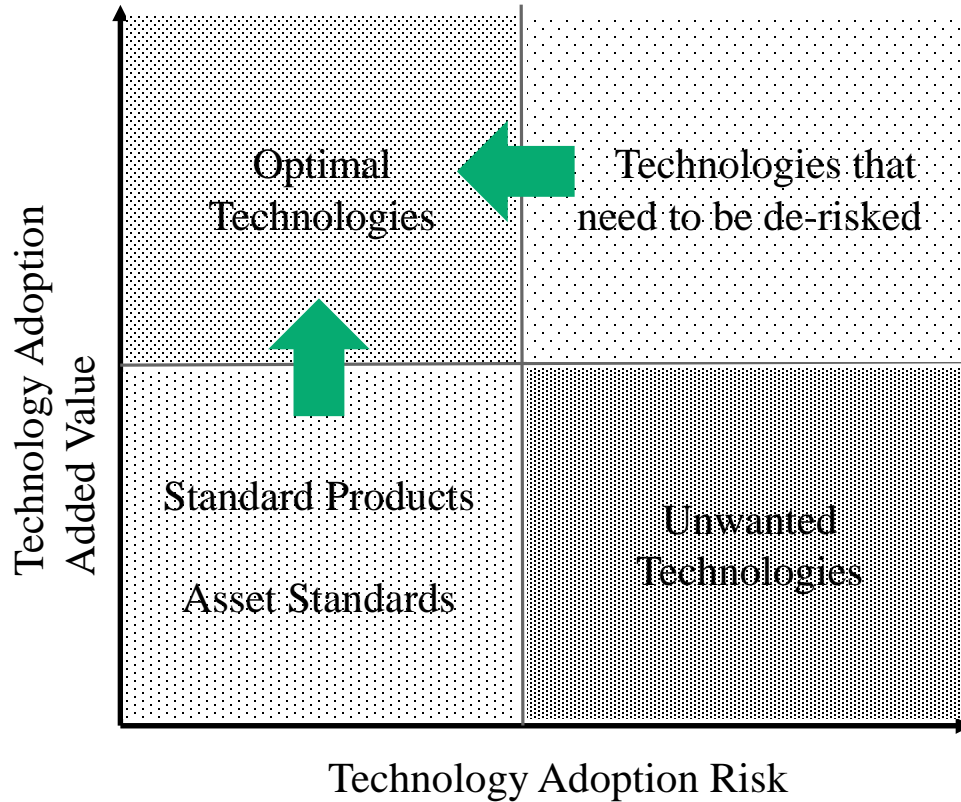 Technology Adoption
Added Value
Optimal
Technologies
Technologies that
need to be de-risked
Standard Products
Asset Standards
Unwanted
Technologies
Technology Adoption Risk